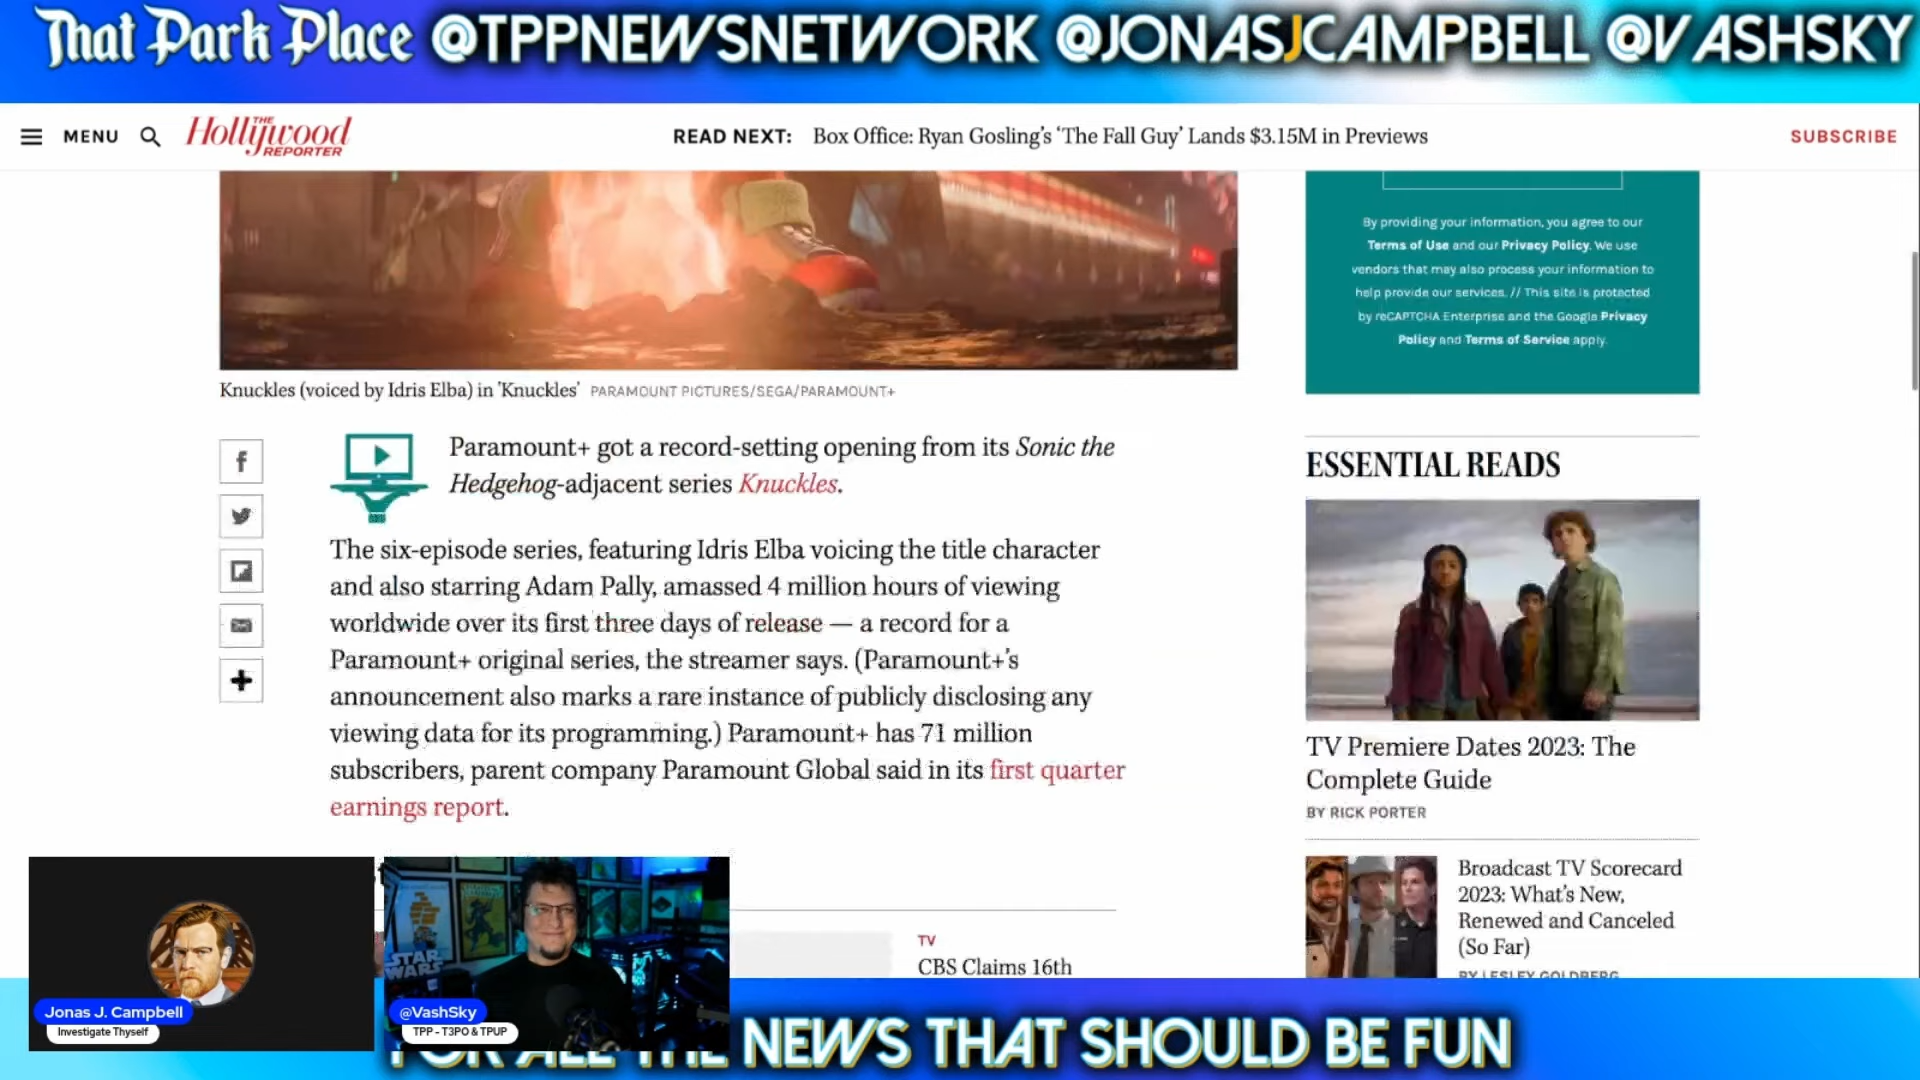 That Park Place @TPPNEWSNETWORK @JONASJCAMPBELL @VASHSKY
MENU
THE
Hollywood
REPORTER
READ NEXT: Box Office: Ryan Gosling's 'The Fall Guy' Lands $3.15M in Previews
SUBSCRIBE
By providing your information, you agree to our
Terms of Use and our Privacy Policy. We use
vendors that may also process your information to
help provide our services. // This site is protected
by reCAPTCHA Enterprise and the Google Privacy
Policy and Terms of Service apply.
Knuckles (voiced by Idris Elba) in 'Knuckles' PARAMOUNT PICTURES/SEGA/PARAMOUNT+
Paramount+ got a record-setting opening from its Sonic the
Hedgehog-adjacent series Knuckles.
The six-episode series, featuring Idris Elba voicing the title character
and also starring Adam Pally, amassed 4 million hours of viewing
worldwide over its first three days of release — a record for a
Paramount+ original series, the streamer says. (Paramount+'s
announcement also marks a rare instance of publicly disclosing any
viewing data for its programming.) Paramount+ has 71 million
subscribers, parent company Paramount Global said in its first quarter
earnings report.
ESSENTIAL READS
TV Premiere Dates 2023: The
Complete Guide
BY RICK PORTER
Broadcast TV Scorecard
2023: What's New,
Renewed and Canceled
(So Far)
BY LESLEY GOLDBERG
TV
CBS Claims 16th
STAR
WARS
Jonas J. Campbell
Investigate Thyself
@VashSky
TPP - T3PO & TPUP
FOR ALL THE NEWS THAT SHOULD BE FUN